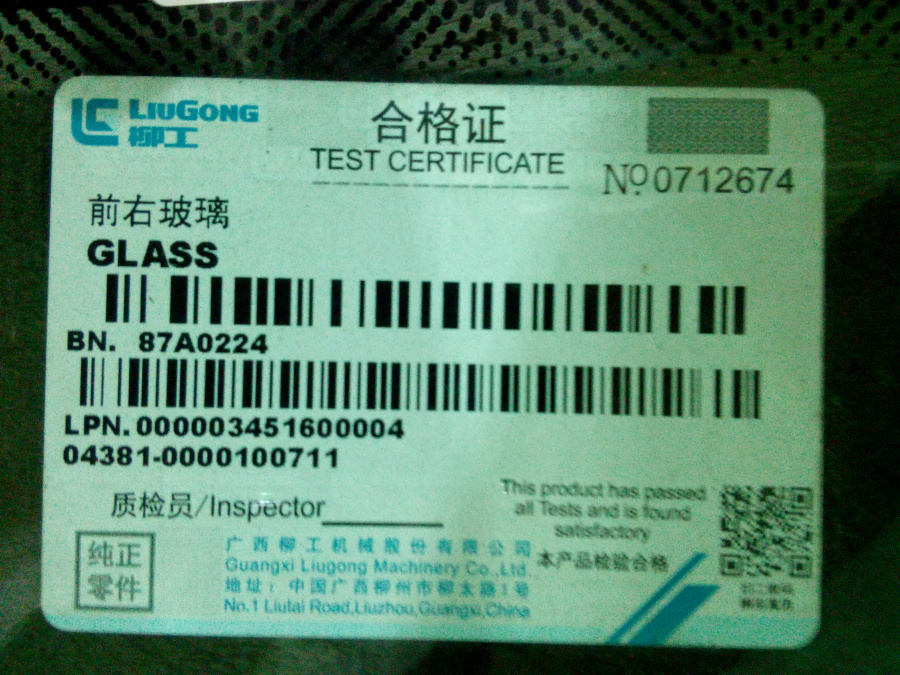 LIUGONG
柳工
合格证
TEST CERTIFICATE
No.0712674
前右玻璃
GLASS
BN. 87A0224
LPN.000003451600004
04381-0000100711
质检员/Inspector
This product has passed
all Tests and is found
satisfactory
本产品检验合格
纯正
零件
广西柳工机械股份有限公司
Guangxi Liugong Machinery Co.,Ltd.
地址：中国广西柳州市柳太路1号
No.1 Liutai Road,Liuzhou,Guangxi,China